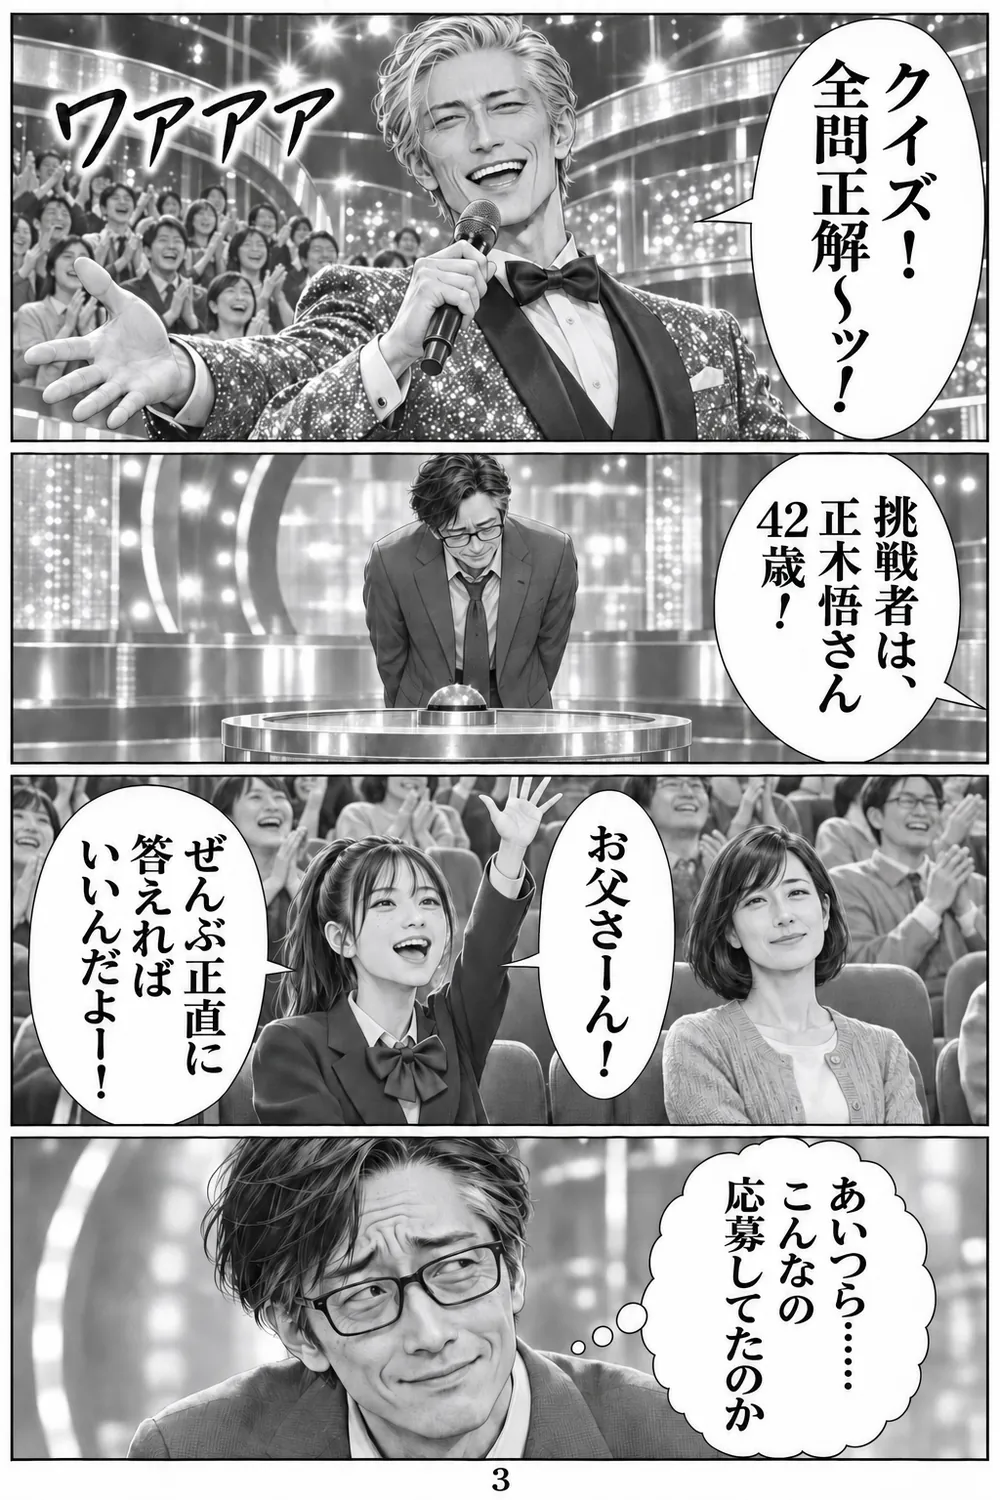 クイズ！
全問正解〜ッ！
ワァァァ
挑戦者は、
正木悟さん
42歳！
お父さーん！
ぜんぶ正直に
答えれば
いいんだよー！
あいつら……
こんなの
応募してたのか
3